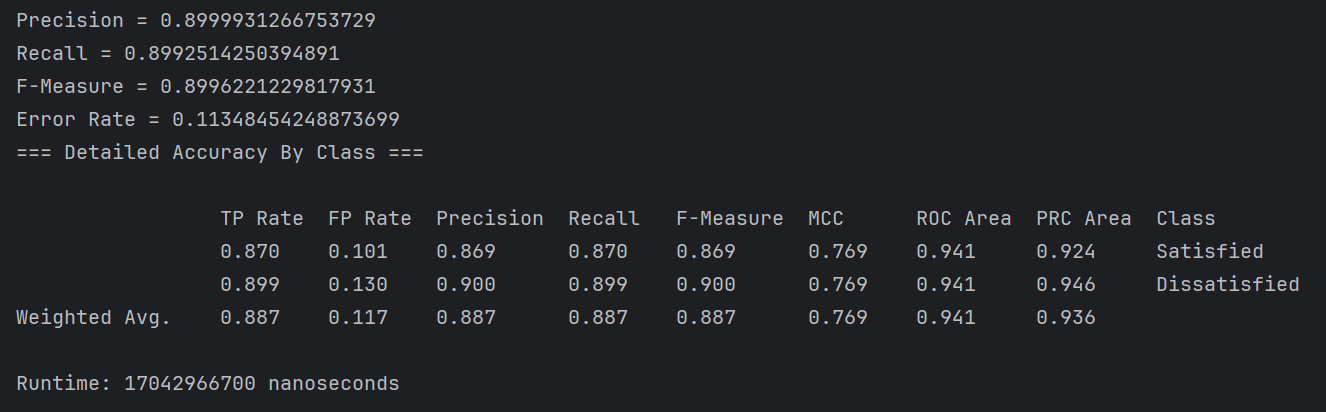 Precision = 0.8999931266753729
Recall = 0.8992514250394891
F-Measure = 0.8996221229817931
Error Rate = 0.11348454248873699
=== Detailed Accuracy By Class ===
TP Rate  FP Rate  Precision  Recall  F-Measure  MCC  ROC Area  PRC Area  Class
0.870  0.101  0.869  0.870  0.869  0.769  0.941  0.924  Satisfied
0.899  0.130  0.900  0.899  0.900  0.769  0.941  0.946  Dissatisfied
Weighted Avg.  0.887  0.117  0.887  0.887  0.887  0.769  0.941  0.936
Runtime: 17042966700 nanoseconds